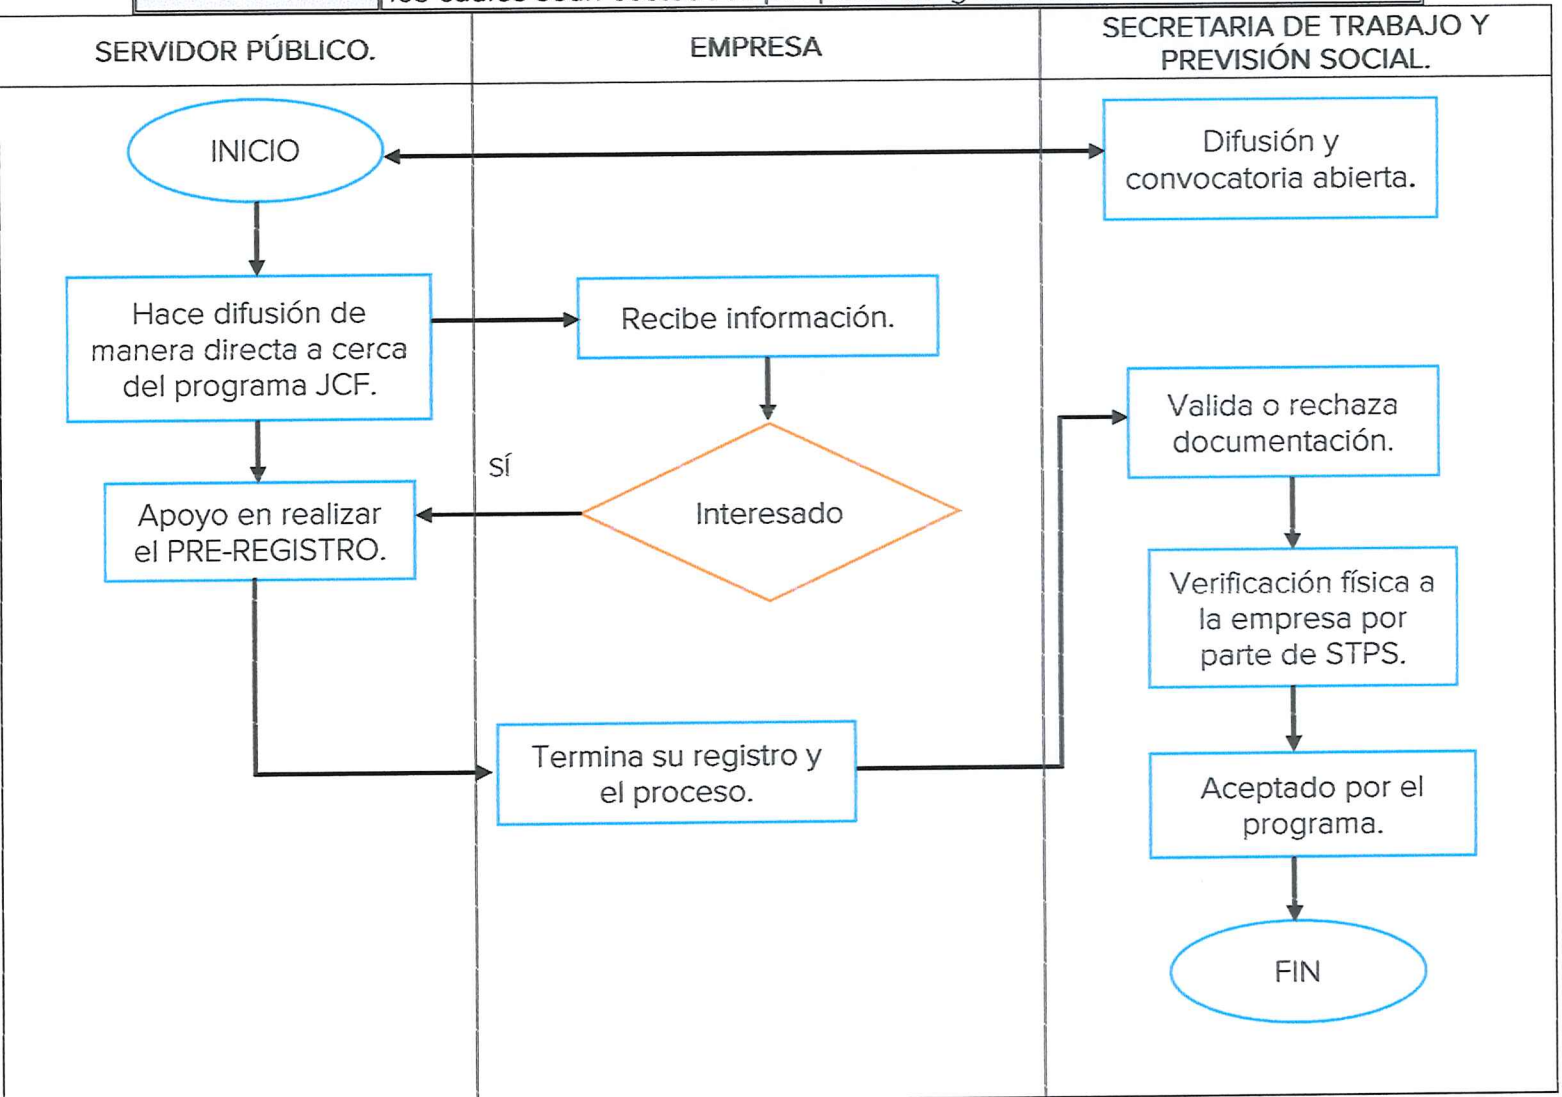 SERVIDOR PÚBLICO.
EMPRESA
SECRETARIA DE TRABAJO Y
PREVISIÓN SOCIAL.
INICIO
Difusión y
convocatoria abierta.
Hace difusión de
manera directa a cerca
del programa JCF.
Recibe información.
Valida o rechaza
documentación.
SÍ
Interesado
Apoyo en realizar
el PRE-REGISTRO.
Verificación física a
la empresa por
parte de STPS.
Termina su registro y
el proceso.
Aceptado por el
programa.
FIN